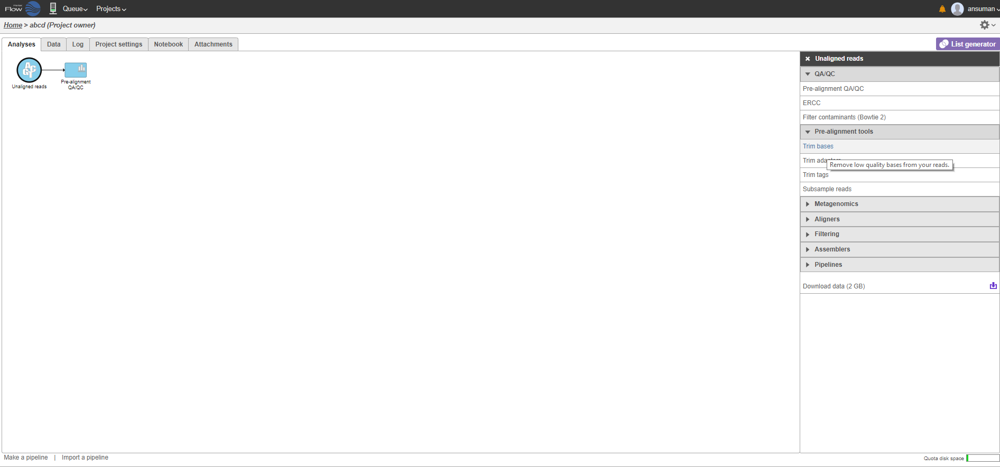 Partek
Flow
Queue
Projects
ansuman
Home > abcd (Project owner)
Analyses
Data
Log
Project settings
Notebook
Attachments
List generator
ACGT
Unaligned reads
Pre-alignment
QA/QC
Unaligned reads
QA/QC
Pre-alignment QA/QC
ERCC
Filter contaminants (Bowtie 2)
Pre-alignment tools
Trim bases
Trim adapters
Remove low quality bases from your reads.
Trim tags
Subsample reads
Metagenomics
Aligners
Filtering
Assemblers
Pipelines
Download data (2 GB)
Make a pipeline | Import a pipeline
Quota disk space